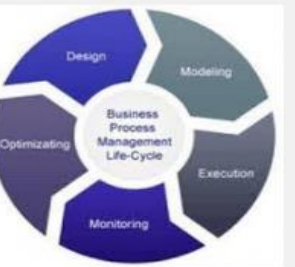 Design
Modeling
Business
Process
Management
Life-Cycle
Optimizating
Execution
Monitoring